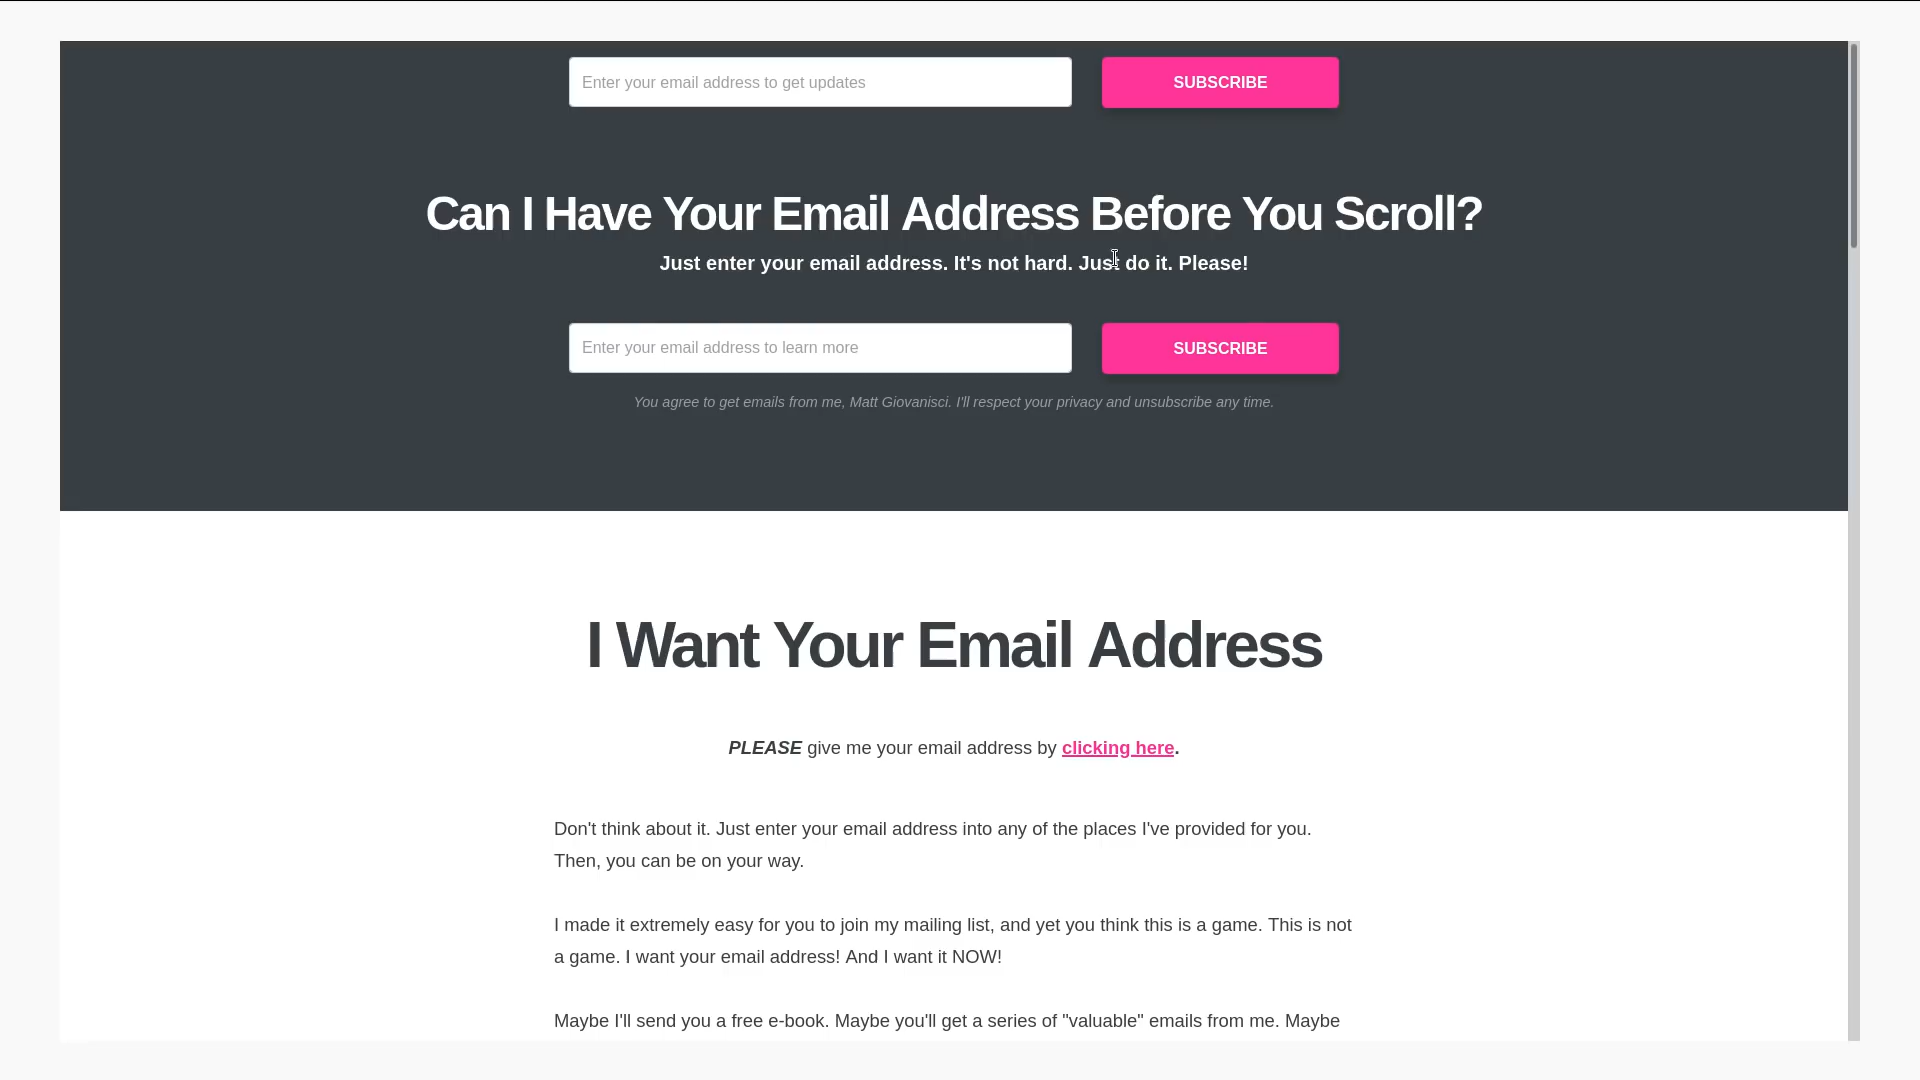 Enter your email address to get updates
SUBSCRIBE
Can I Have Your Email Address Before You Scroll?
Just enter your email address. It's not hard. Just do it. Please!
Enter your email address to learn more
SUBSCRIBE
You agree to get emails from me, Matt Giovanisci. I'll respect your privacy and unsubscribe any time.
I Want Your Email Address
PLEASE give me your email address by clicking here.
Don't think about it. Just enter your email address into any of the places I've provided for you.
Then, you can be on your way.
I made it extremely easy for you to join my mailing list, and yet you think this is a game. This is not
a game. I want your email address! And I want it NOW!
Maybe I'll send you a free e-book. Maybe you'll get a series of "valuable" emails from me. Maybe